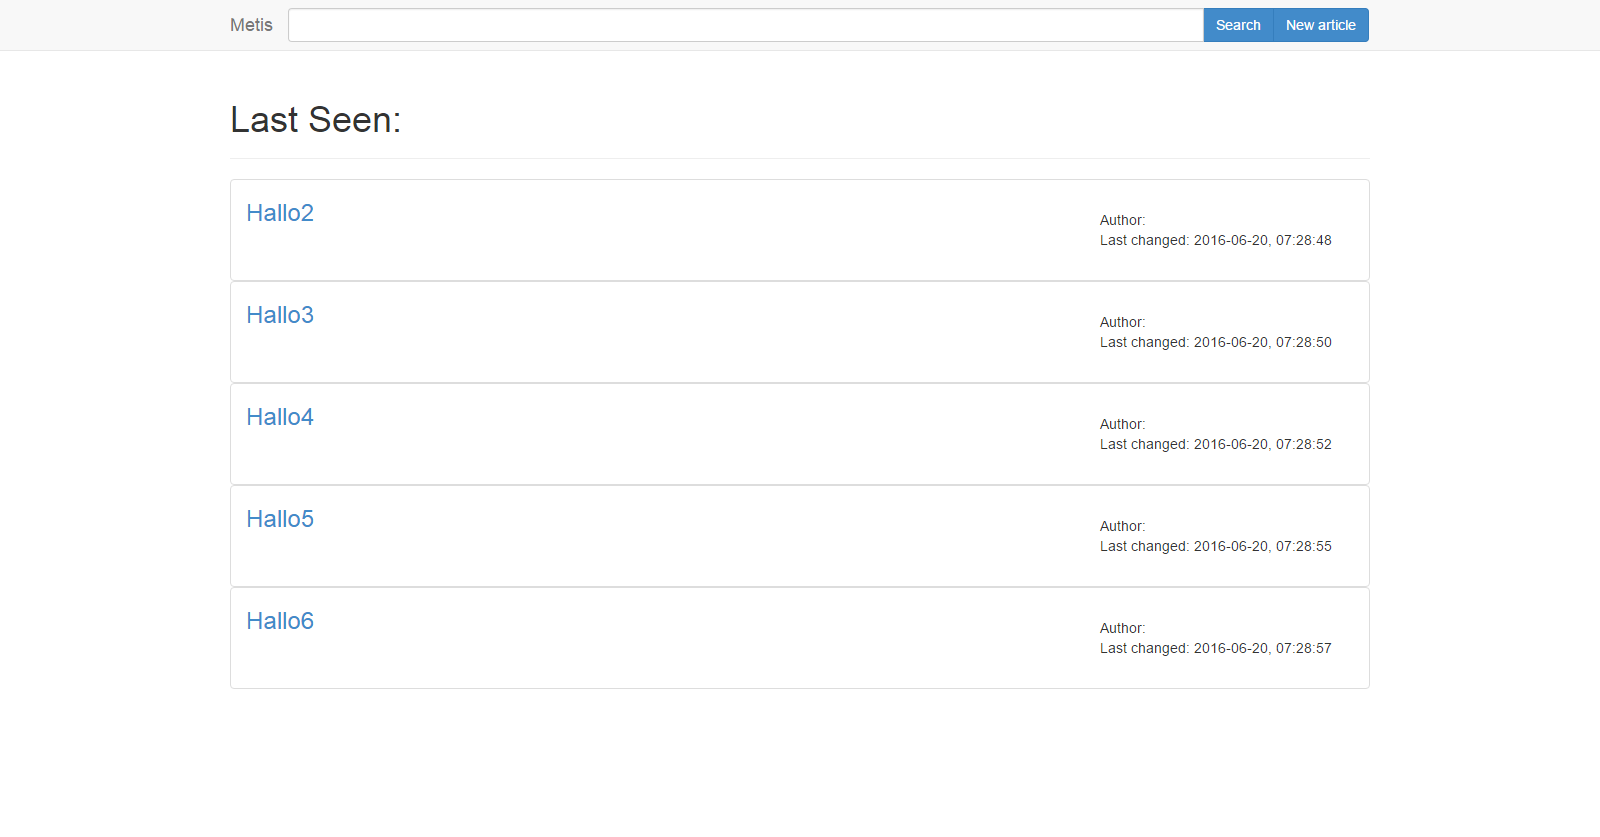 Metis Search New article
Last Seen:
Hallo2
Author:
Last changed: 2016-06-20, 07:28:48
Hallo3
Author:
Last changed: 2016-06-20, 07:28:50
Hallo4
Author:
Last changed: 2016-06-20, 07:28:52
Hallo5
Author:
Last changed: 2016-06-20, 07:28:55
Hallo6
Author:
Last changed: 2016-06-20, 07:28:57